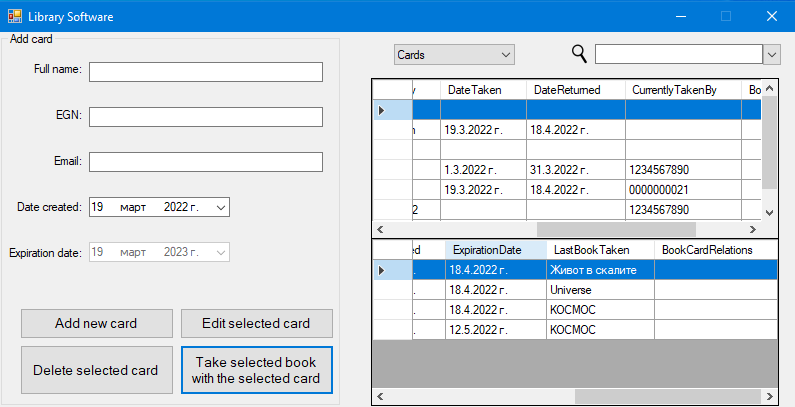 Library Software
Add card
Full name:
EGN:
Email:
Date created: 19 март 2022 г.
Expiration date: 19 март 2023 г.
Add new card
Edit selected card
Delete selected card
Take selected book
with the selected card
Cards
DateTaken DateReturned CurrentlyTakenBy Bo
19.3.2022 г. 18.4.2022 г.
1.3.2022 г. 31.3.2022 г. 1234567890
19.3.2022 г. 18.4.2022 г. 0000000021
2 1234567890
ed ExpirationDate LastBookTaken BookCardRelations
18.4.2022 г. Живот в скалите
18.4.2022 г. Universe
18.4.2022 г. КОСМОС
12.5.2022 г. КОСМОС